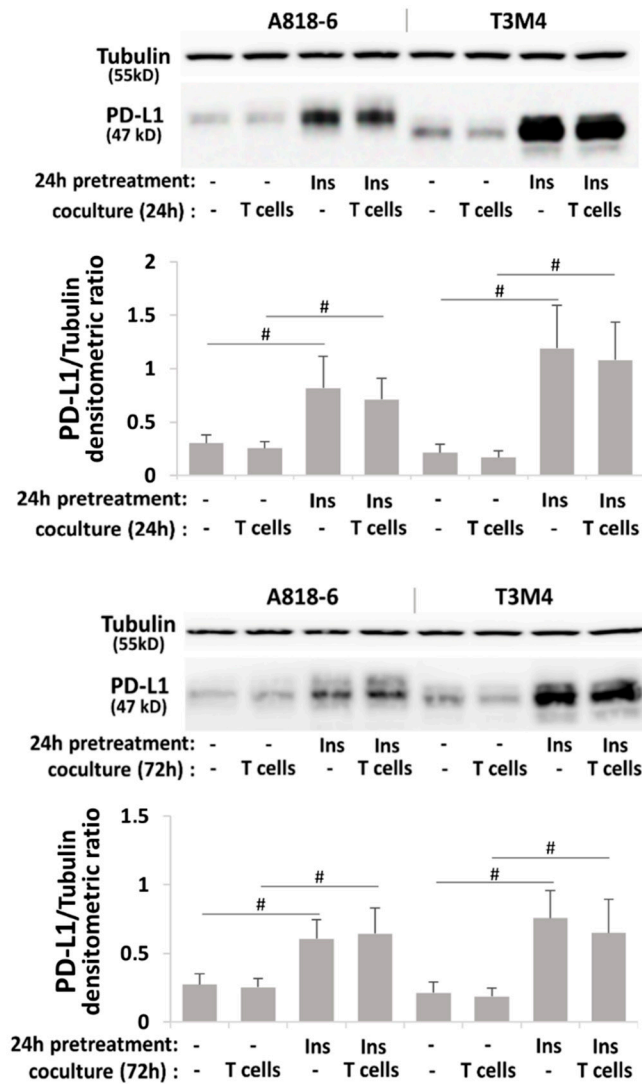 A818-6 T3M4
Tubulin
(55kD)
PD-L1
(47 kD)
24h pretreatment: - - Ins Ins - - Ins Ins
coculture (24h) : - T cells - T cells - T cells - T cells
PD-L1/Tubulin
densitometric ratio
2
1.5
1
0.5
0
# # # #
24h pretreatment: - - Ins Ins - - Ins Ins
coculture (24h) : - T cells - T cells - T cells - T cells
A818-6 T3M4
Tubulin
(55kD)
PD-L1
(47 kD)
24h pretreatment: - - Ins Ins - - Ins Ins
coculture (72h) : - T cells - T cells - T cells - T cells
PD-L1/Tubulin
densitometric ratio
1.5
1
0.5
0
# # # #
24h pretreatment: - - Ins Ins - - Ins Ins
coculture (72h) : - T cells - T cells - T cells - T cells